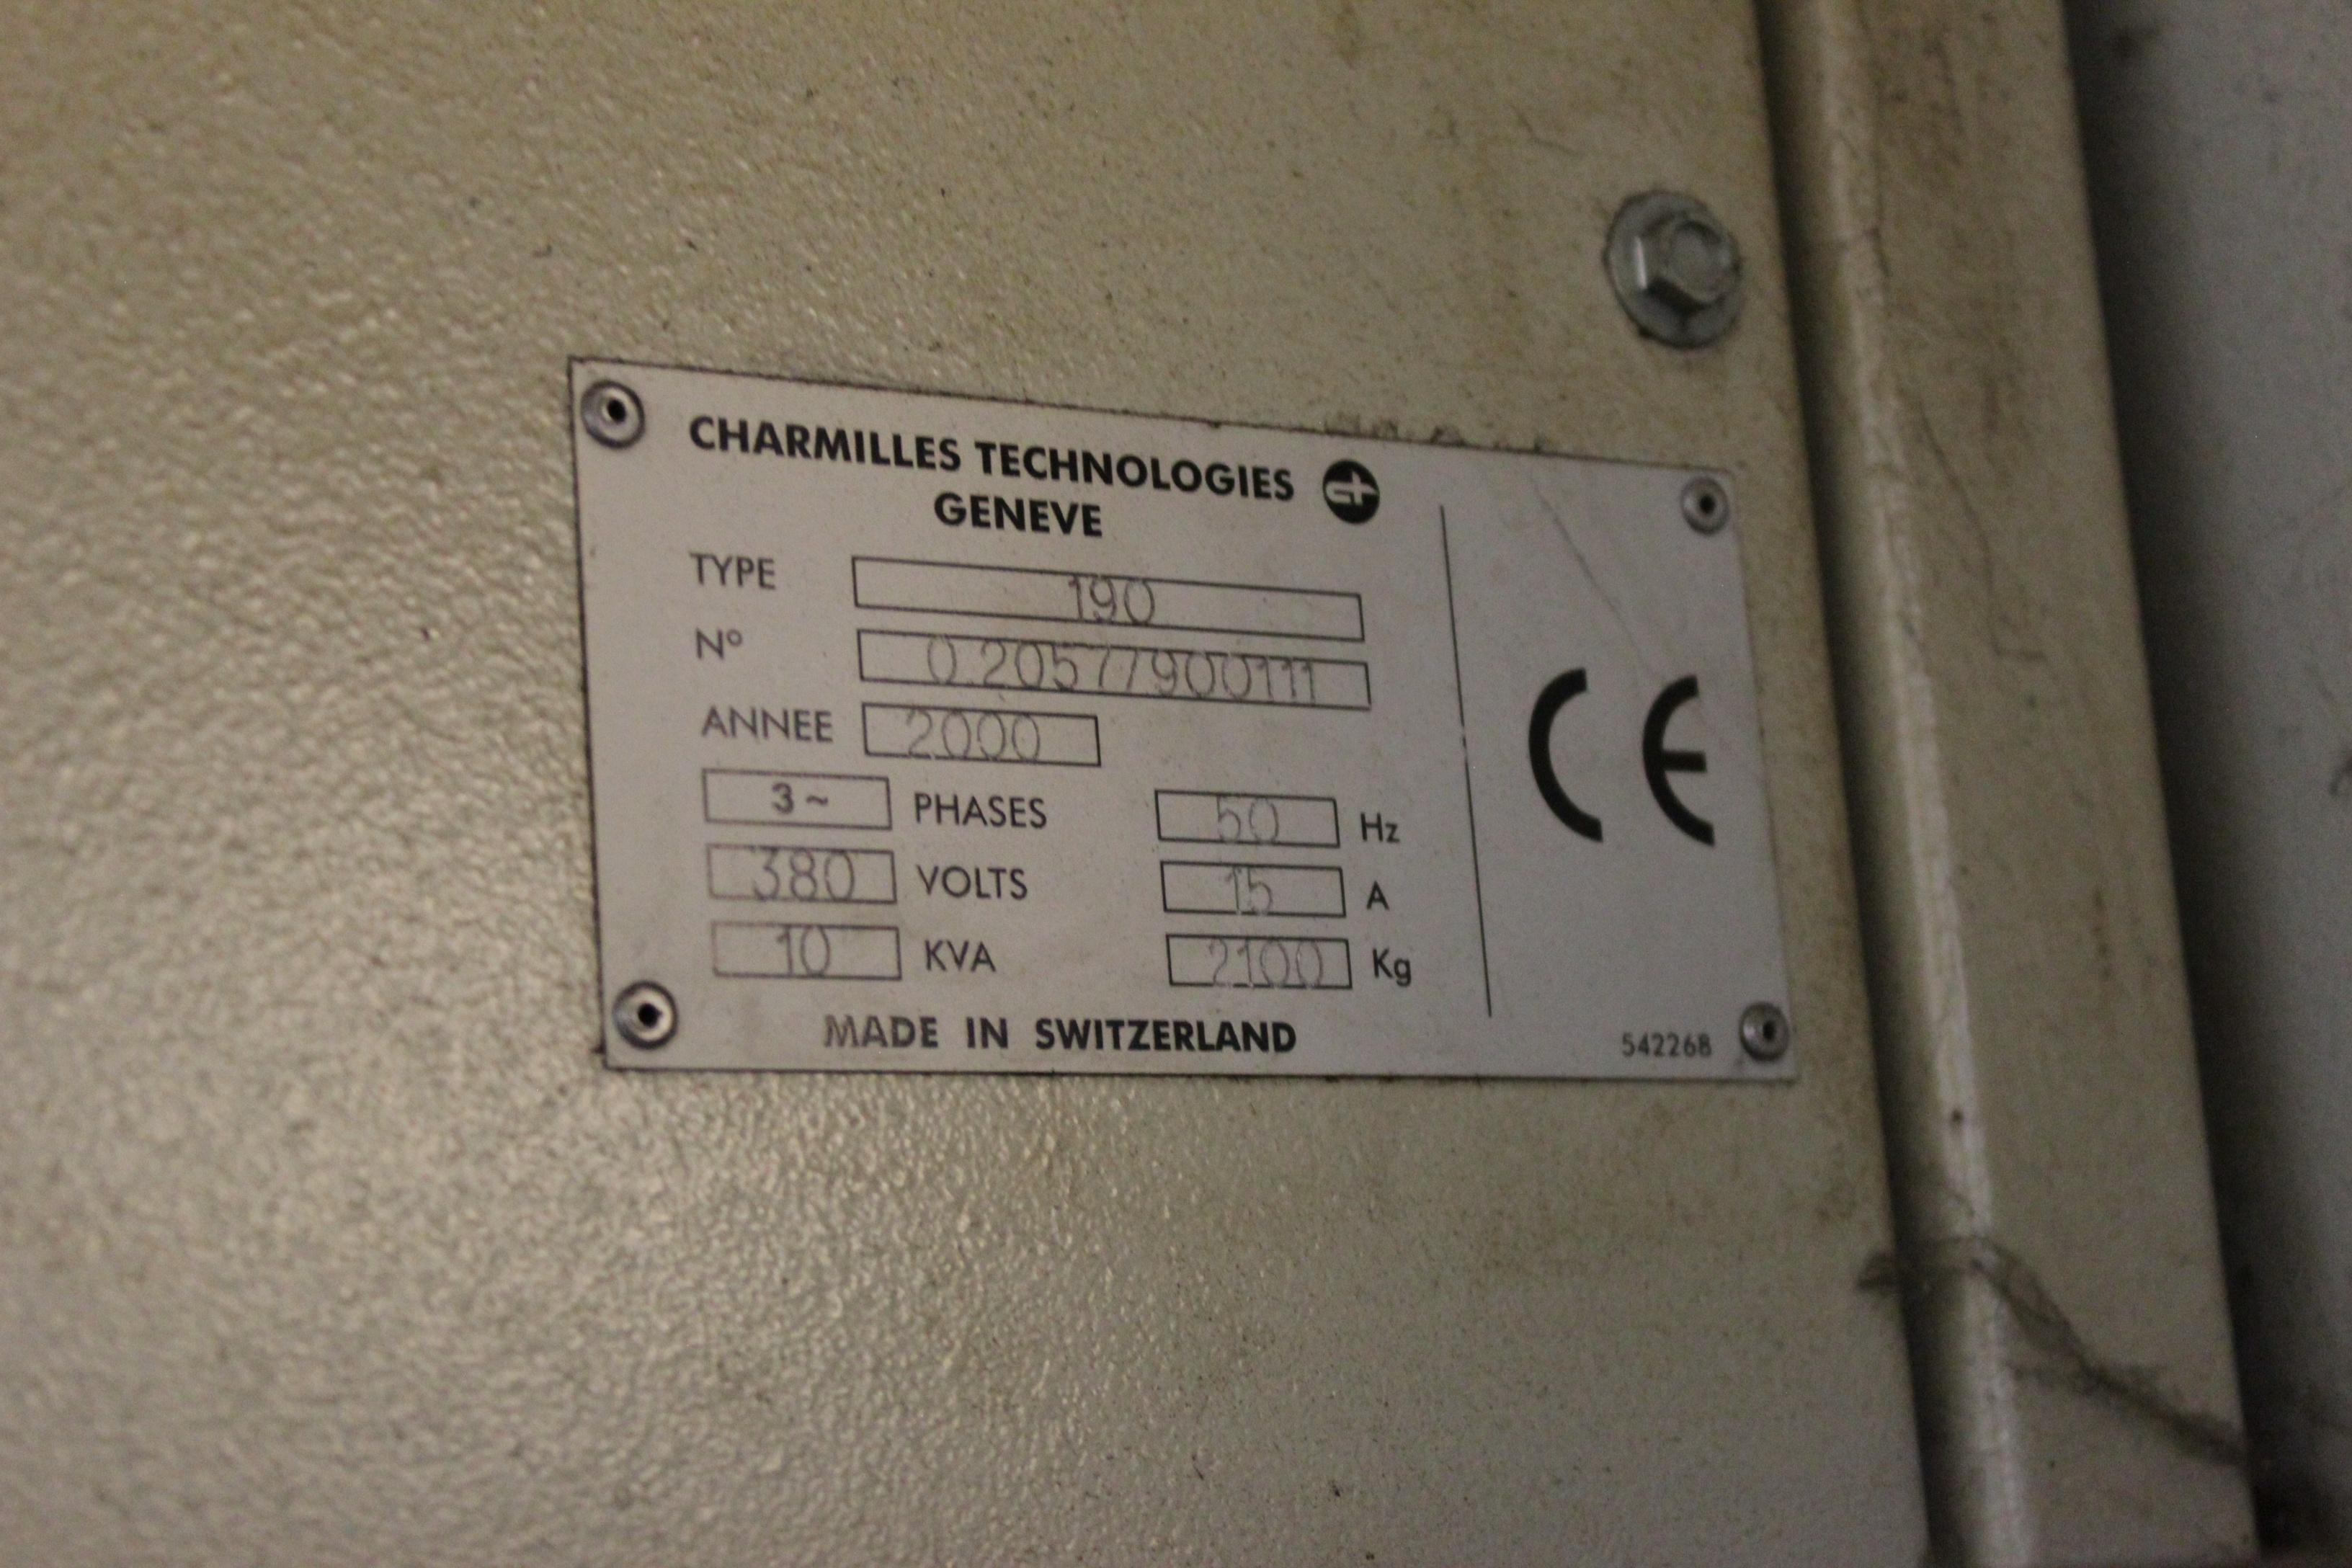 CHARMILLES TECHNOLOGIES
GENEVE
TYPE 190
Nº 0.20577900111
ANNEE 2000
3~ PHASES 50 Hz
380 VOLTS 15 A
10 KVA 2100 Kg
MADE IN SWITZERLAND
CE
542268